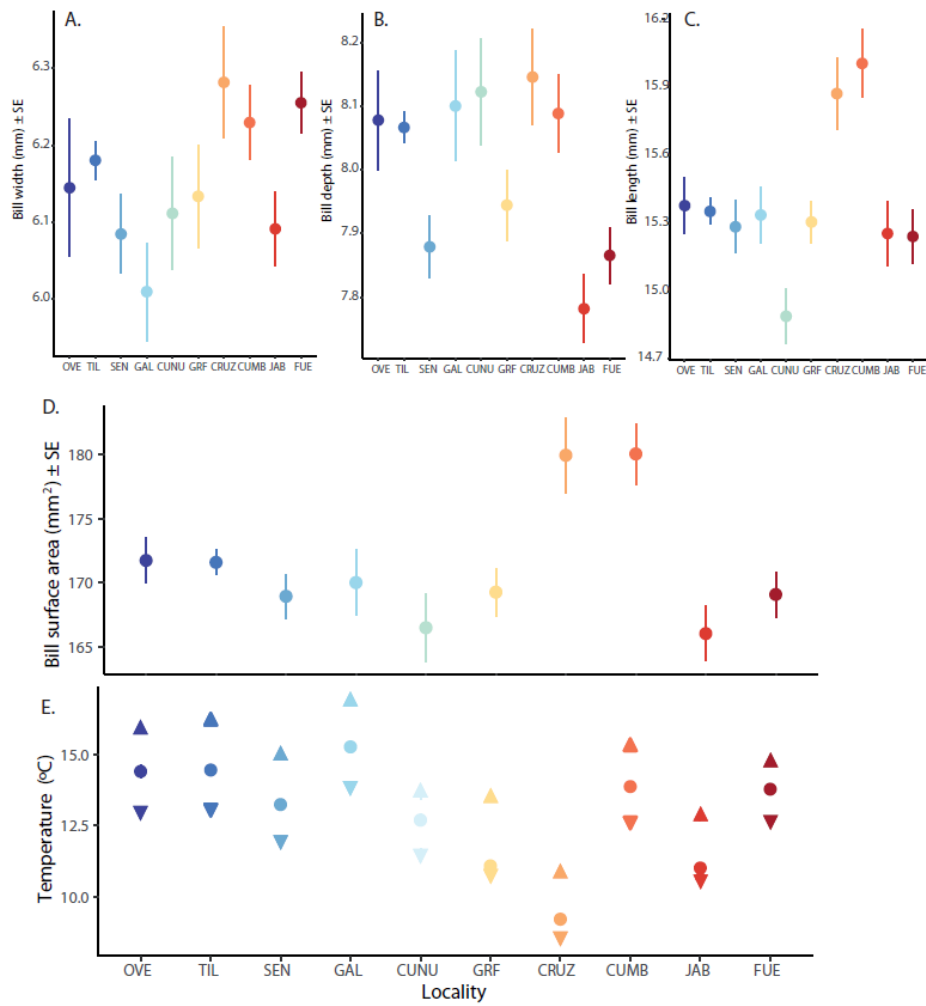 A.
Bill width (mm) ± SE
6.3
6.2
6.1
6.0
OVE TIL SEN GAL CUNU GRF CRUZ CUMB JAB FUE
B.
Bill depth (mm) ± SE
8.2
8.1
8.0
7.9
7.8
OVE TIL SEN GAL CUNU GRF CRUZ CUMB JAB FUE
C.
Bill length (mm) ± SE
16.2
15.9
15.6
15.3
15.0
14.7
OVE TIL SEN GAL CUNU GRF CRUZ CUMB JAB FUE
D.
Bill surface area (mm²) ± SE
180
175
170
165
E.
Temperature (ºC)
15.0
12.5
10.0
OVE TIL SEN GAL CUNU GRF CRUZ CUMB JAB FUE
Locality